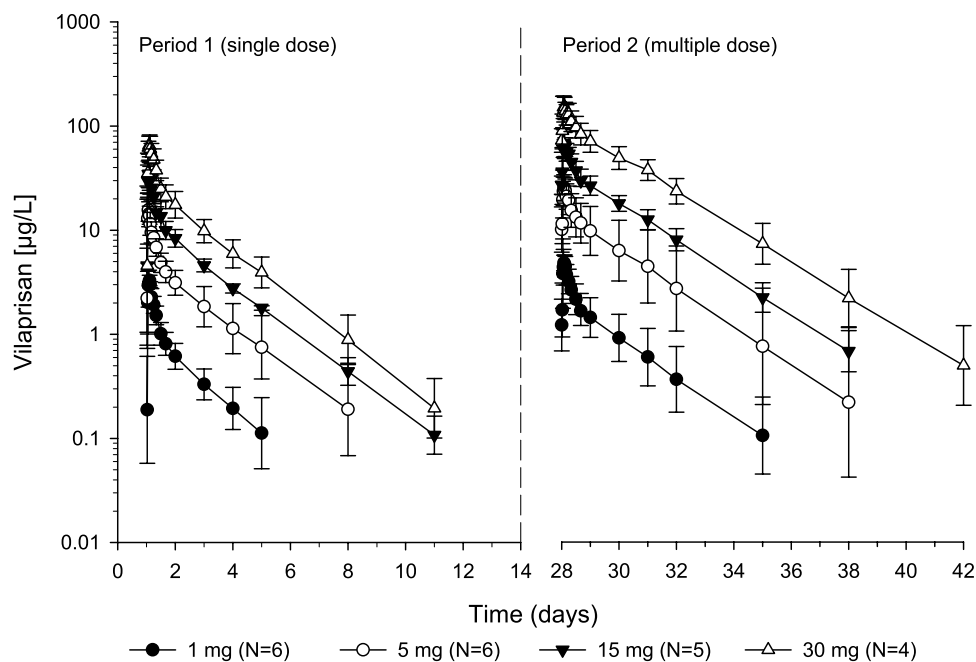 1000
Period 1 (single dose)
Period 2 (multiple dose)
100
10
1
0.1
0.01
Vilaprisan [µg/L]
0 2 4 6 8 10 12 14 28 30 32 34 36 38 40 42
Time (days)
1 mg (N=6) 5 mg (N=6) 15 mg (N=5) 30 mg (N=4)